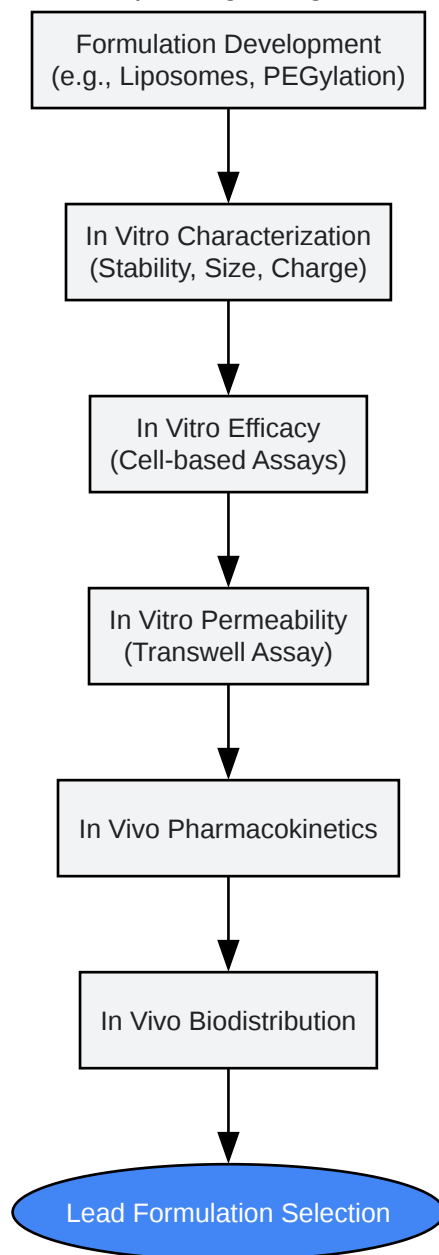 Formulation Development
(e.g., Liposomes, PEGylation)
In Vitro Characterization
(Stability, Size, Charge)
In Vitro Efficacy
(Cell-based Assays)
In Vitro Permeability
(Transwell Assay)
In Vivo Pharmacokinetics
In Vivo Biodistribution
Lead Formulation Selection